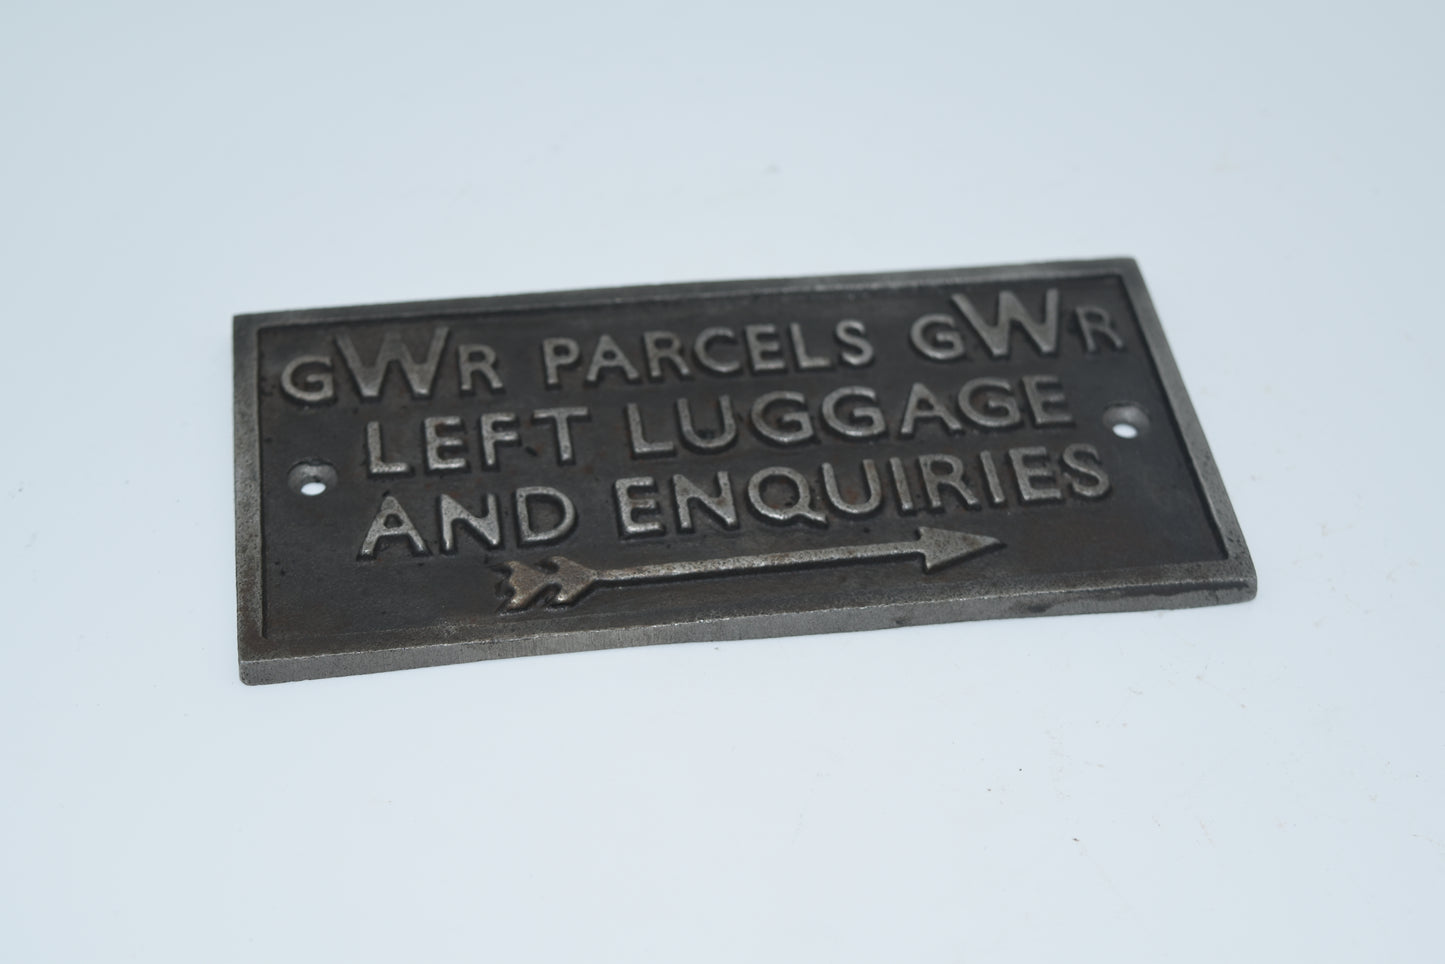 GWR PARCELS GWR
LEFT LUGGAGE
AND ENQUIRIES